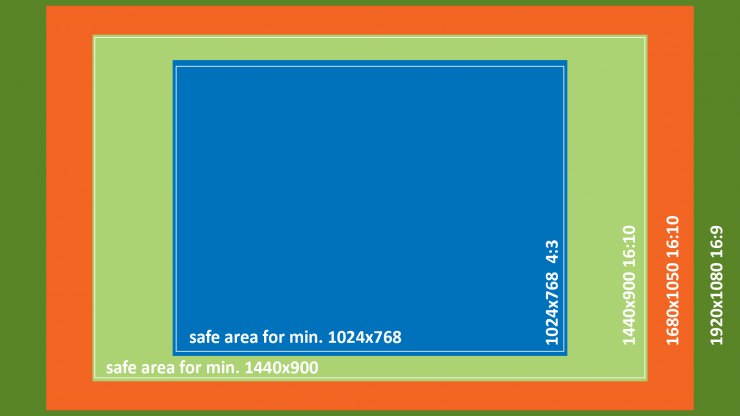 safe area for min. 1024x768
safe area for min. 1440x900
1024x768 4:3
1440x900 16:10
1680x1050 16:10
1920x1080 16:9